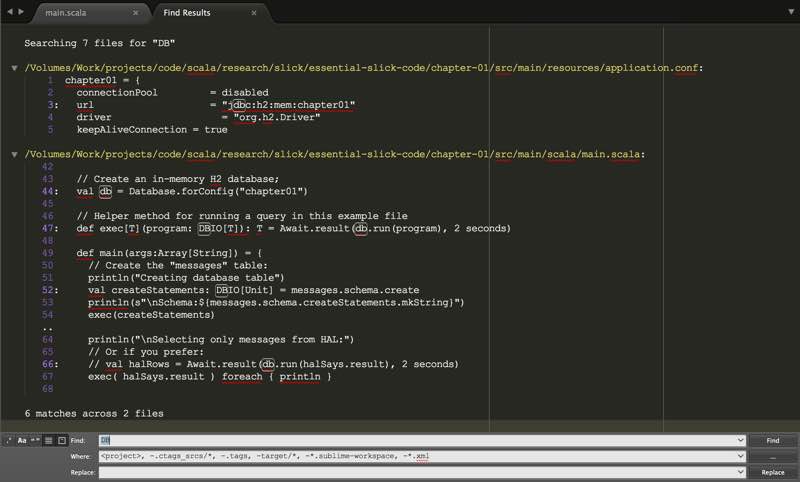 main.scala
Find Results
Searching 7 files for "DB"
/Volumes/Work/projects/code/scala/research/slick/essential-slick-code/chapter-01/src/main/resources/application.conf:
1 chapter01 = {
2 connectionPool = disabled
3: url = "jdbc:h2:mem:chapter01"
4 driver = "org.h2.Driver"
5 keepAliveConnection = true
/Volumes/Work/projects/code/scala/research/slick/essential-slick-code/chapter-01/src/main/scala/main.scala:
42
43 // Create an in-memory H2 database;
44: val db = Database.forConfig("chapter01")
45
46 // Helper method for running a query in this example file
47: def exec[T](program: DBIO[T]): T = Await.result(db.run(program), 2 seconds)
48
49 def main(args:Array[String]) = {
50 // Create the "messages" table:
51 println("Creating database table")
52: val createStatements: DBIO[Unit] = messages.schema.create
53 println(s"\nSchema:${messages.schema.createStatements.mkString}")
54 exec(createStatements)
..
64 println("\nSelecting only messages from HAL:")
65 // Or if you prefer:
66: // val halRows = Await.result(db.run(halSays.result), 2 seconds)
67 exec( halSays.result ) foreach { println }
68
6 matches across 2 files
.* Aa “” Find: DB Find
Where: <project>, -.ctags_srcs/*, -.tags, -target/*, -*.sublime-workspace, -*.xml ...
Replace: Replace